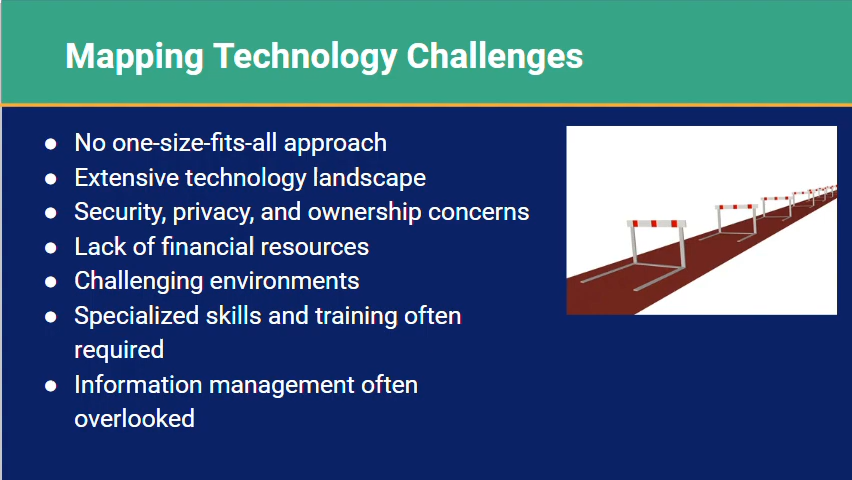 Mapping Technology Challenges
● No one-size-fits-all approach
● Extensive technology landscape
● Security, privacy, and ownership concerns
● Lack of financial resources
● Challenging environments
● Specialized skills and training often
required
● Information management often
overlooked